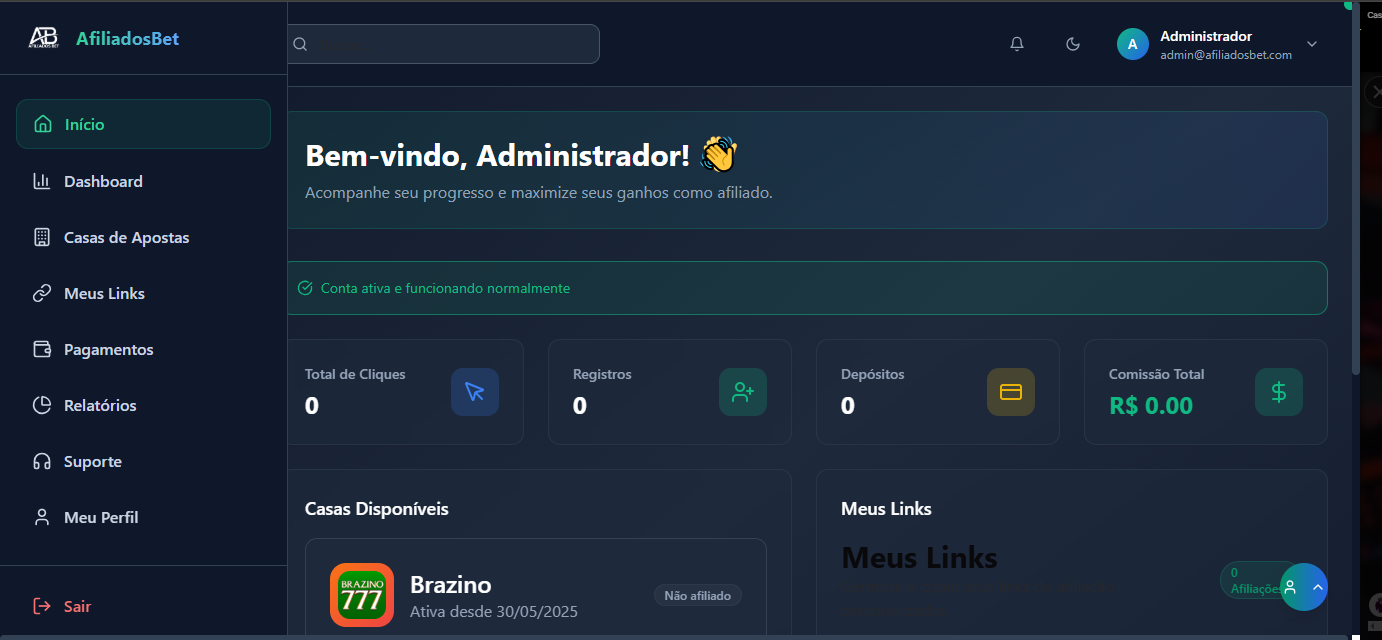 AB
AFILIADOS BET
AfiliadosBet
Administrador
admin@afiliadosbet.com
A
Cas
Início
Dashboard
Casas de Apostas
Meus Links
Pagamentos
Relatórios
Suporte
Meu Perfil
Sair
Bem-vindo, Administrador! 👋
Acompanhe seu progresso e maximize seus ganhos como afiliado.
Conta ativa e funcionando normalmente
Total de Cliques
0
Registros
0
Depósitos
0
Comissão Total
R$ 0.00
Casas Disponíveis
BRAZINO
777
Brazino
Ativa desde 30/05/2025
Não afiliado
Meus Links
Meus Links
0
Afiliações